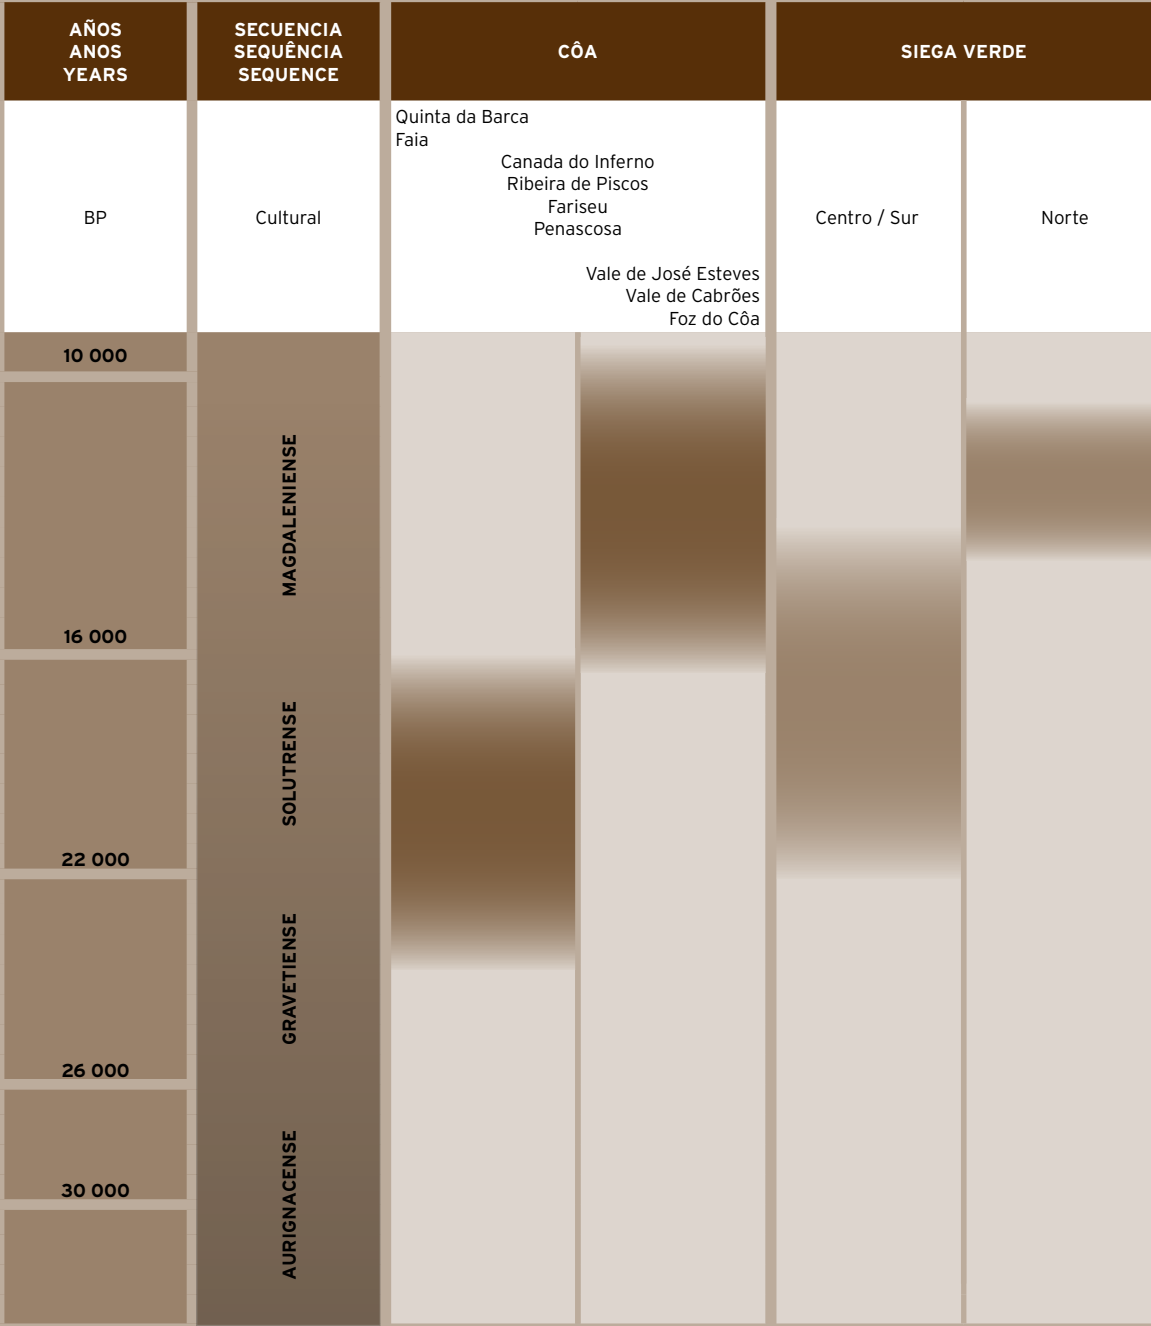 AÑOS
ANOS
YEARS
SECUENCIA
SEQUÊNCIA
SEQUENCE
CÔA
SIEGA VERDE
BP
Cultural
Quinta da Barca
Faia
Canada do Inferno
Ribeira de Piscos
Fariseu
Penascosa
Vale de José Esteves
Vale de Cabrões
Foz do Côa
Centro / Sur
Norte
10 000
16 000
22 000
26 000
30 000
MAGDALENIENSE
SOLUTRENSE
GRAVETIENSE
AURIGNACENSE